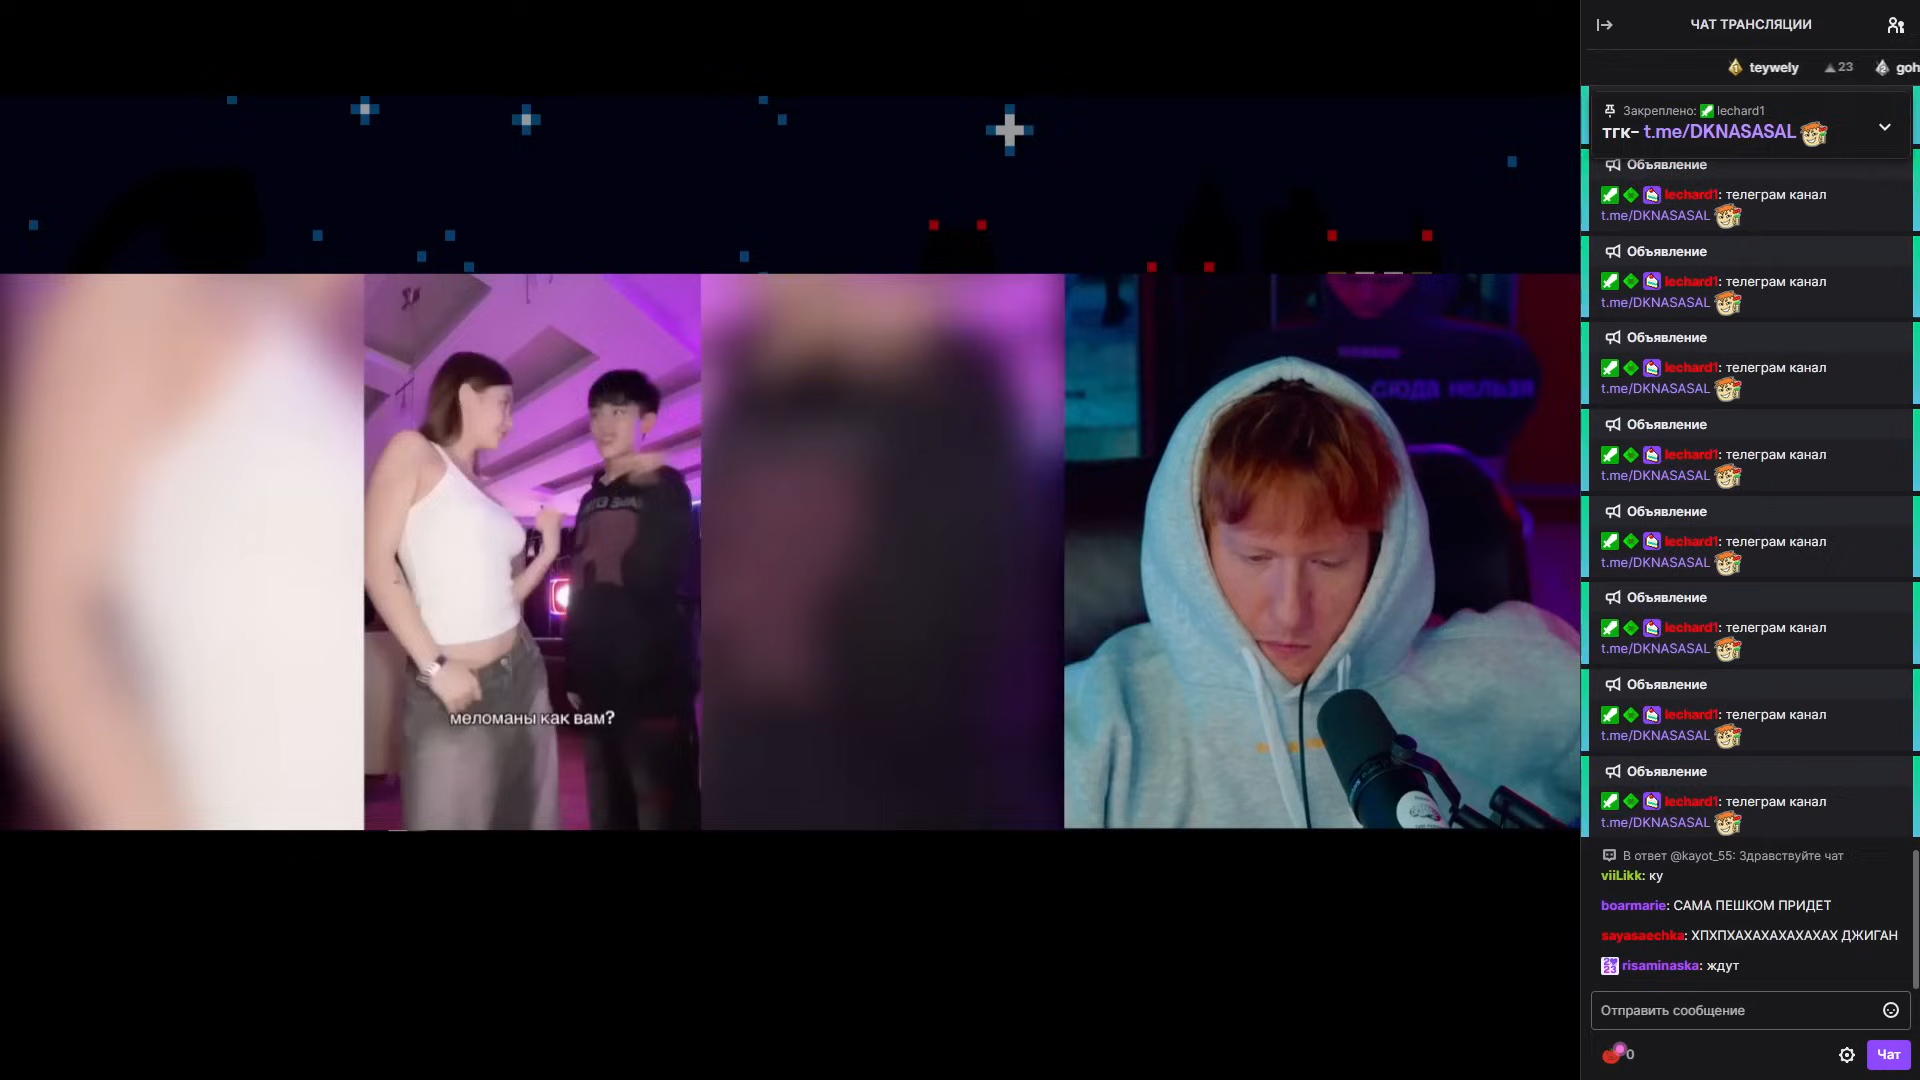 ЧАТ ТРАНСЛЯЦИИ
teywely
23
goh
Закреплено: lechard1
тгк- t.me/DKNASASAL
Объявление
lechard1: телеграм канал
t.me/DKNASASAL
Объявление
lechard1: телеграм канал
t.me/DKNASASAL
Объявление
lechard1: телеграм канал
t.me/DKNASASAL
Объявление
lechard1: телеграм канал
t.me/DKNASASAL
Объявление
lechard1: телеграм канал
t.me/DKNASASAL
Объявление
lechard1: телеграм канал
t.me/DKNASASAL
Объявление
lechard1: телеграм канал
t.me/DKNASASAL
Объявление
lechard1: телеграм канал
t.me/DKNASASAL
В ответ @kayot_55: Здравствуйте чат
viiLikk: ку
boarmarie: САМА ПЕШКОМ ПРИДЕТ
sayasaechka: ХПХПХАХАХАХАХАХАХ ДЖИГАН
risaminaska: ждут
Отправить сообщение
0
Чат
сюда нельзя
меломаны как вам?